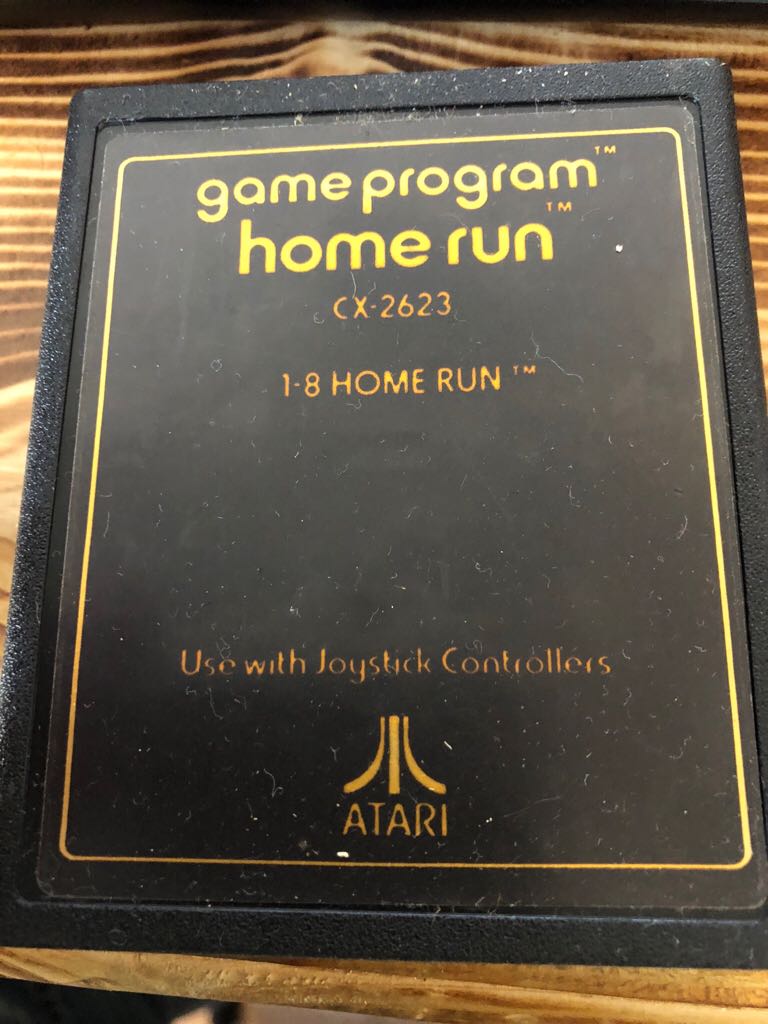 game program™
home run™
CX-2623
1-8 HOME RUN™
Use with Joystick Controllers
ATARI